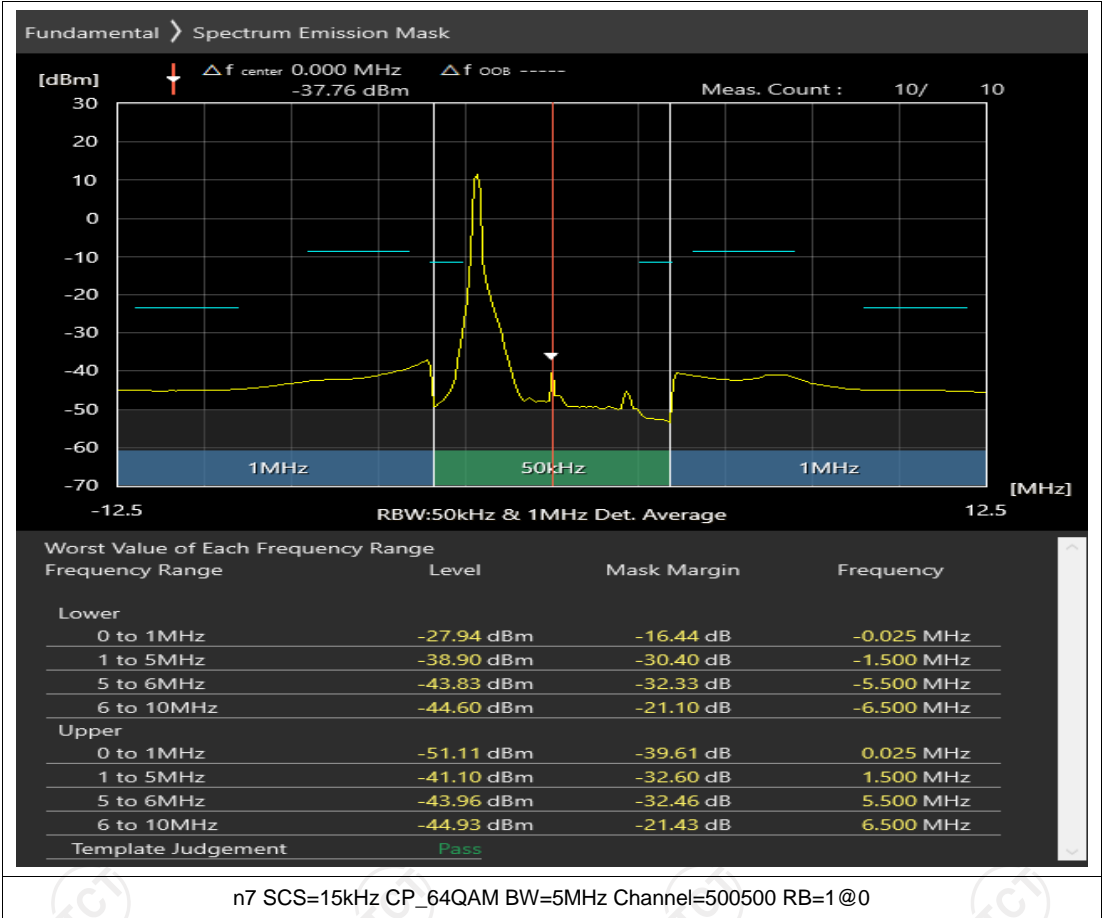 Fundamental 〉 Spectrum Emission Mask
[dBm] △f center 0.000 MHz △f OOB -----
-37.76 dBm Meas. Count : 10/ 10
30
20
10
0
-10
-20
-30
-40
-50
-60
-70
1MHz 50kHz 1MHz
[MHz]
-12.5 RBW:50kHz & 1MHz Det. Average 12.5
Worst Value of Each Frequency Range
Frequency Range Level Mask Margin Frequency
Lower
0 to 1MHz -27.94 dBm -16.44 dB -0.025 MHz
1 to 5MHz -38.90 dBm -30.40 dB -1.500 MHz
5 to 6MHz -43.83 dBm -32.33 dB -5.500 MHz
6 to 10MHz -44.60 dBm -21.10 dB -6.500 MHz
Upper
0 to 1MHz -51.11 dBm -39.61 dB 0.025 MHz
1 to 5MHz -41.10 dBm -32.60 dB 1.500 MHz
5 to 6MHz -43.96 dBm -32.46 dB 5.500 MHz
6 to 10MHz -44.93 dBm -21.43 dB 6.500 MHz
Template Judgement Pass
n7 SCS=15kHz CP_64QAM BW=5MHz Channel=500500 RB=1@0
TCT TCT TCT TCT